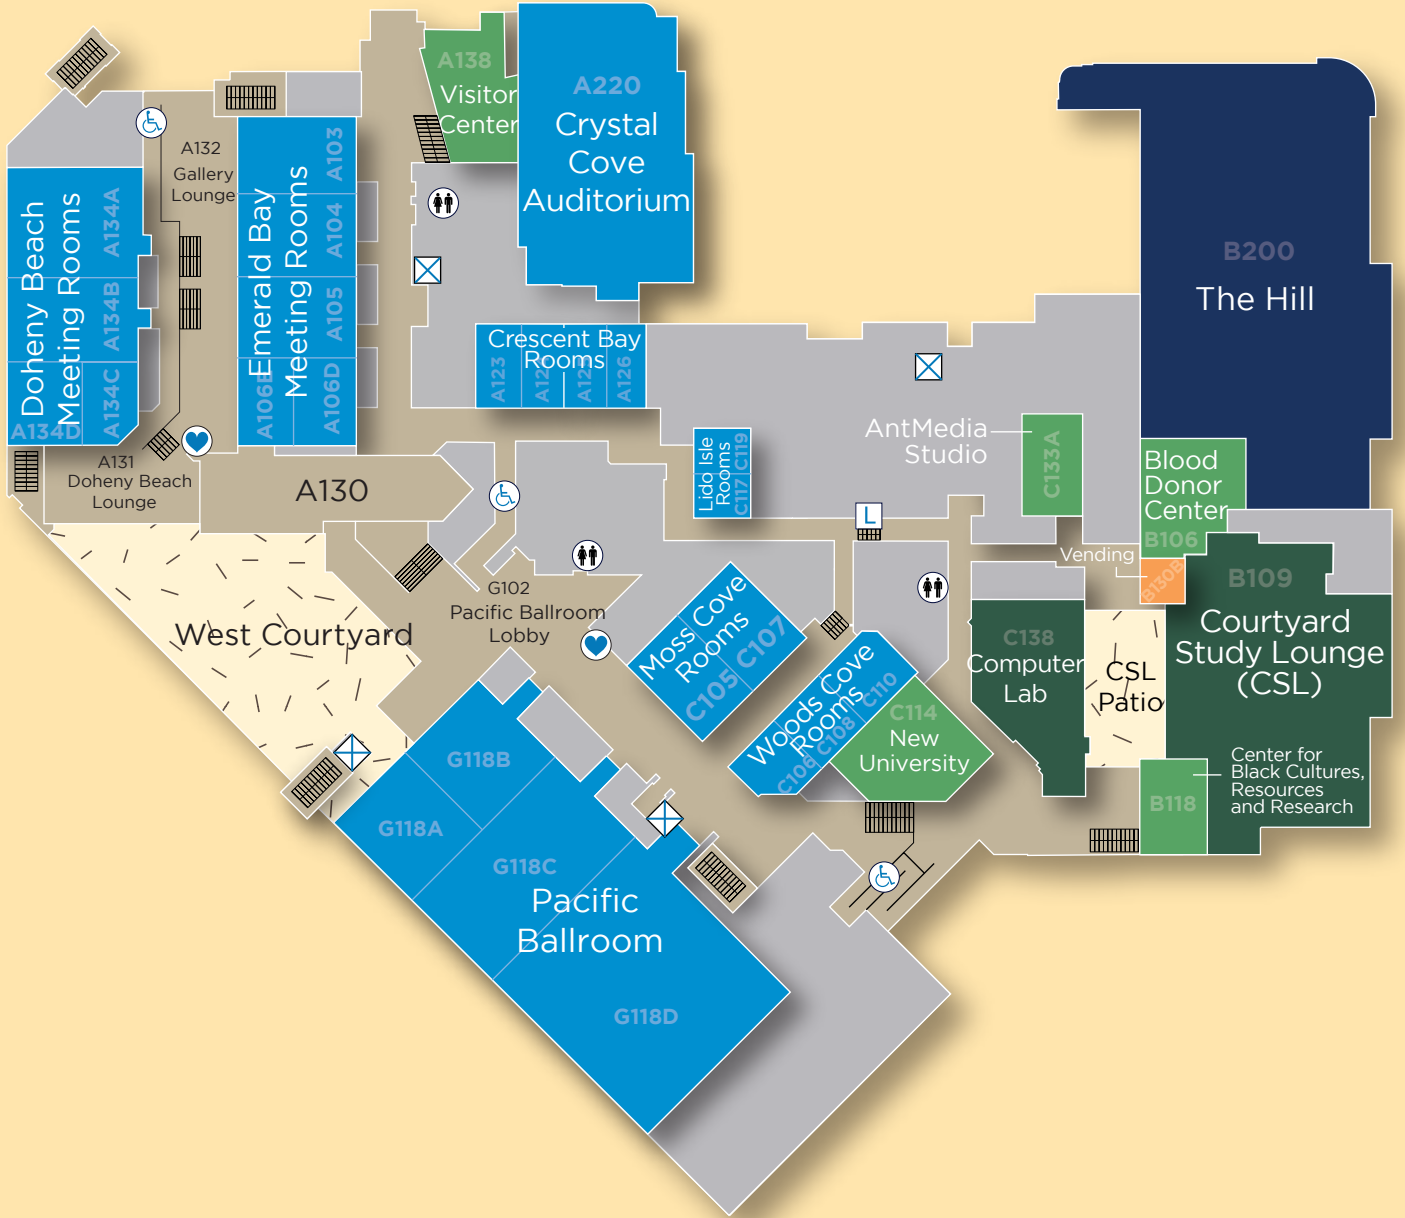 A138
Visitor
Center
A220
Crystal
Cove
Auditorium
A132
Gallery
Lounge
Doheny Beach
Meeting Rooms
A134A
A134B
A134C
A134D
Emerald Bay
Meeting Rooms
A103
A104
A105
A106D
A131
Doheny Beach
Lounge
A130
Crescent Bay
Rooms
A123
A126
Lido Isle
Rooms
C117
C119
AntMedia
Studio
C133A
L
B200
The Hill
Blood
Donor
Center
B106
Vending
B130B
B109
Courtyard
Study Lounge
(CSL)
C138
Computer
Lab
CSL
Patio
Center for
Black Cultures,
Resources
and Research
B118
West Courtyard
G102
Pacific Ballroom
Lobby
Moss Cove
Rooms
C105
C107
Woods Cove
Rooms
C106
C108
C110
C114
New
University
G118B
G118A
G118C
Pacific
Ballroom
G118D